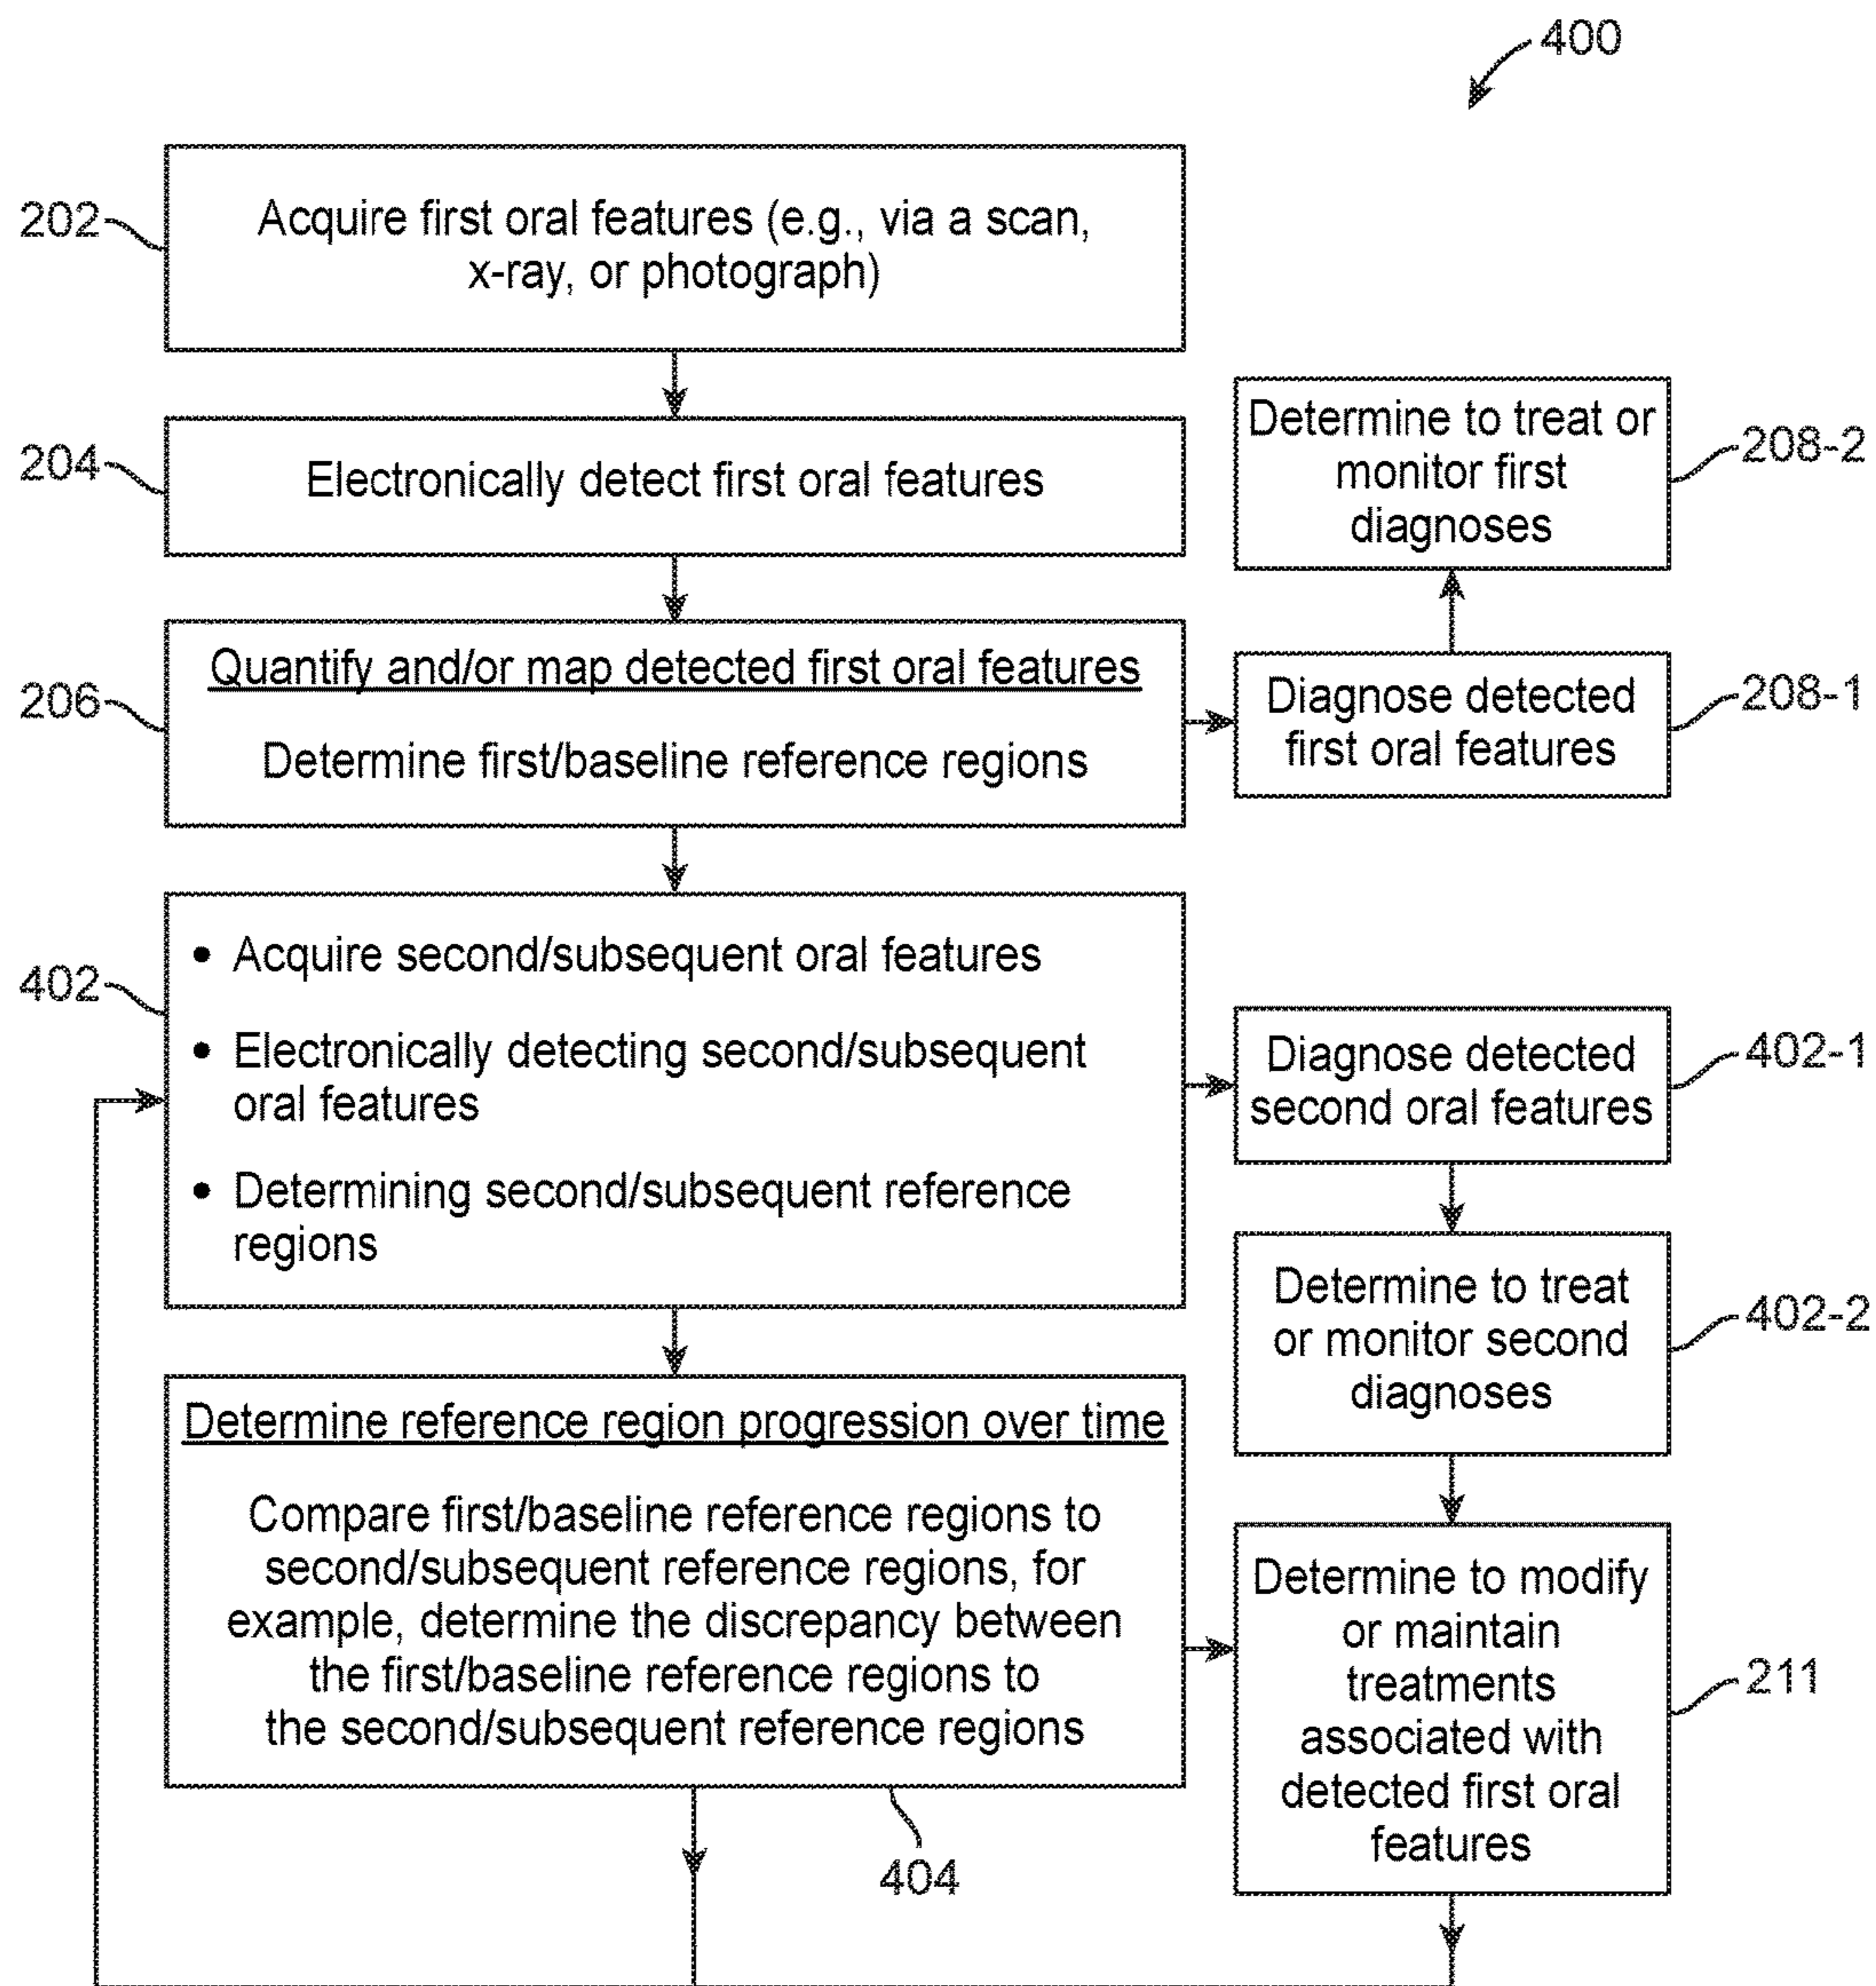 400
202
Acquire first oral features (e.g., via a scan,
x-ray, or photograph)
204
Electronically detect first oral features
Determine to treat or
monitor first
diagnoses
208-2
206
Quantify and/or map detected first oral features
Determine first/baseline reference regions
Diagnose detected
first oral features
208-1
402
• Acquire second/subsequent oral features
• Electronically detecting second/subsequent
oral features
• Determining second/subsequent reference
regions
Diagnose detected
second oral features
402-1
Determine to treat
or monitor second
diagnoses
402-2
Determine reference region progression over time
Compare first/baseline reference regions to
second/subsequent reference regions, for
example, determine the discrepancy between
the first/baseline reference regions to
the second/subsequent reference regions
404
Determine to modify
or maintain
treatments
associated with
detected first oral
features
211